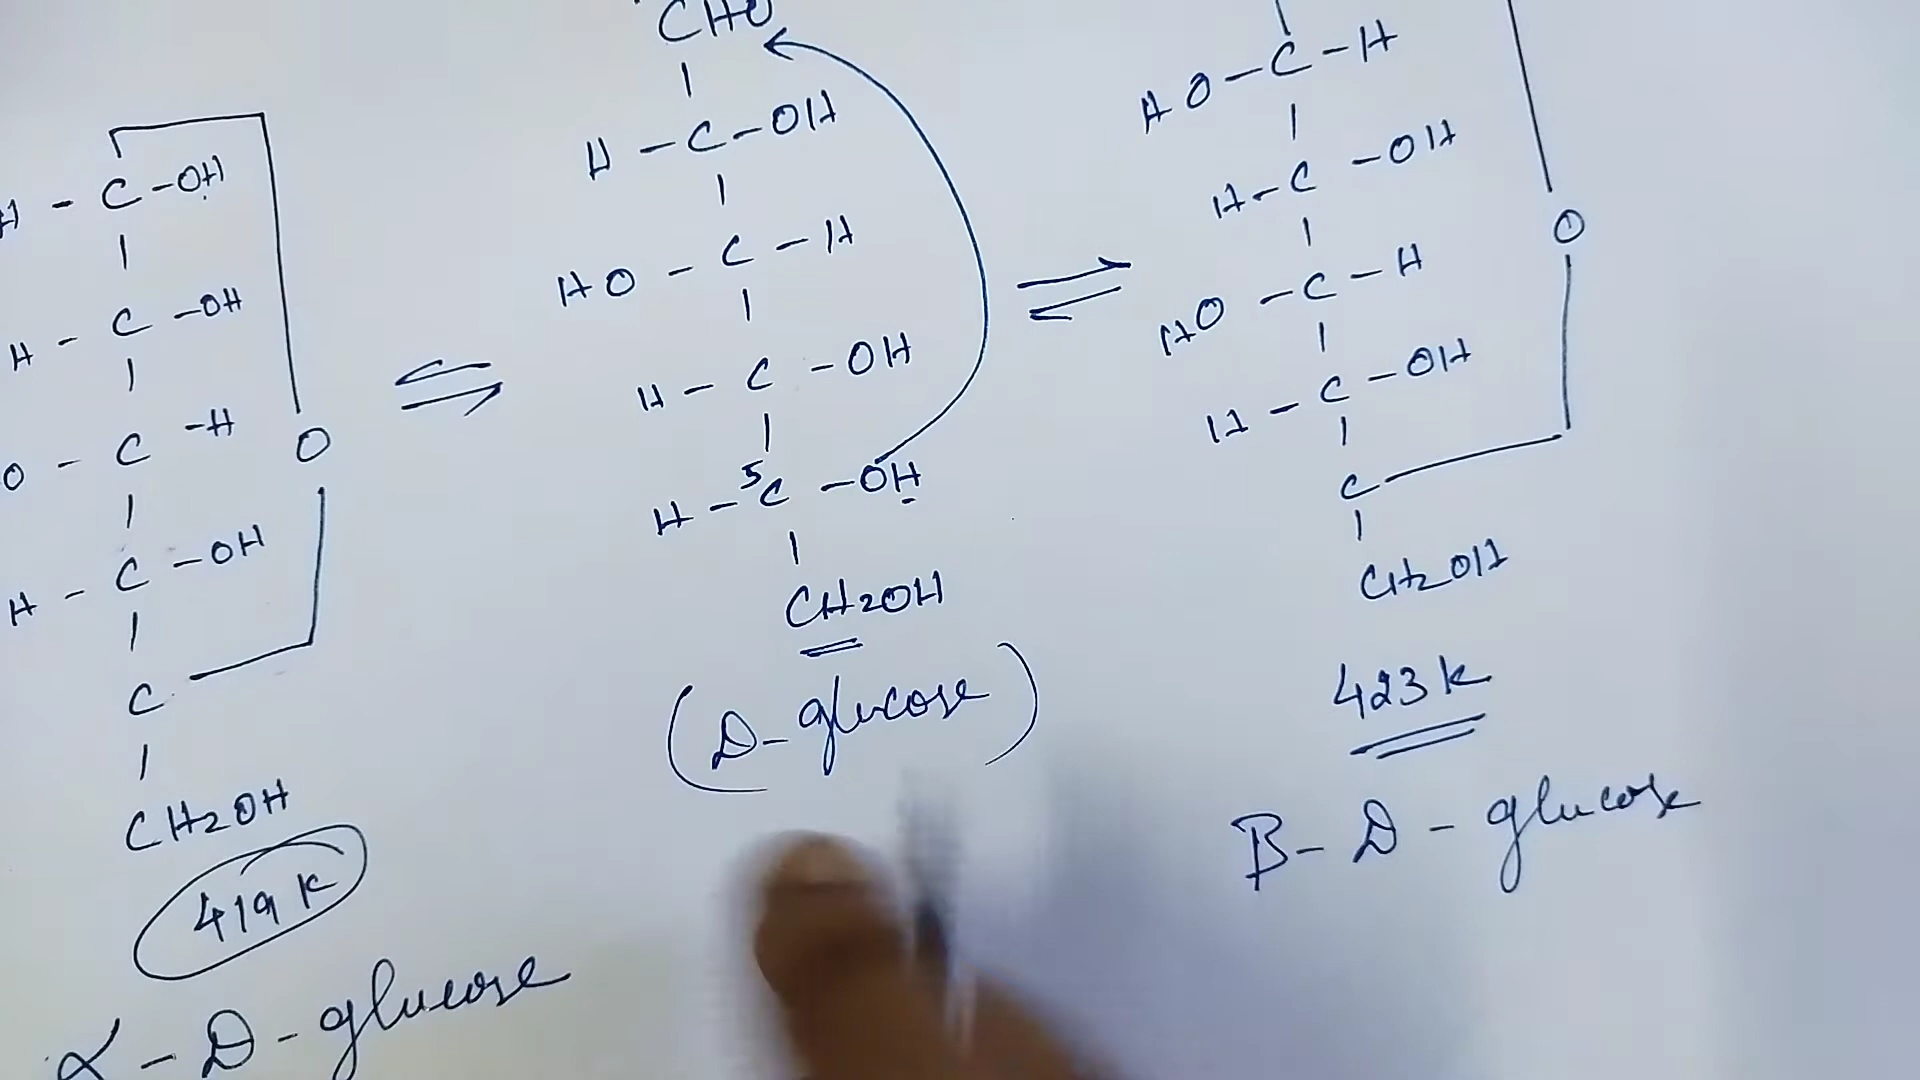 H - C - OH
H - C - OH
O - C - H
O
H - C - OH
C
CH2OH
419 K
α - D - glucose
CHO
H - C - OH
HO - C - H
H - C - OH
H - 5C - OH
CH2OH
(D - glucose)
HO - C - H
H - C - OH
O
HO - C - H
H - C - OH
C
CH2OH
423 K
β - D - glucose